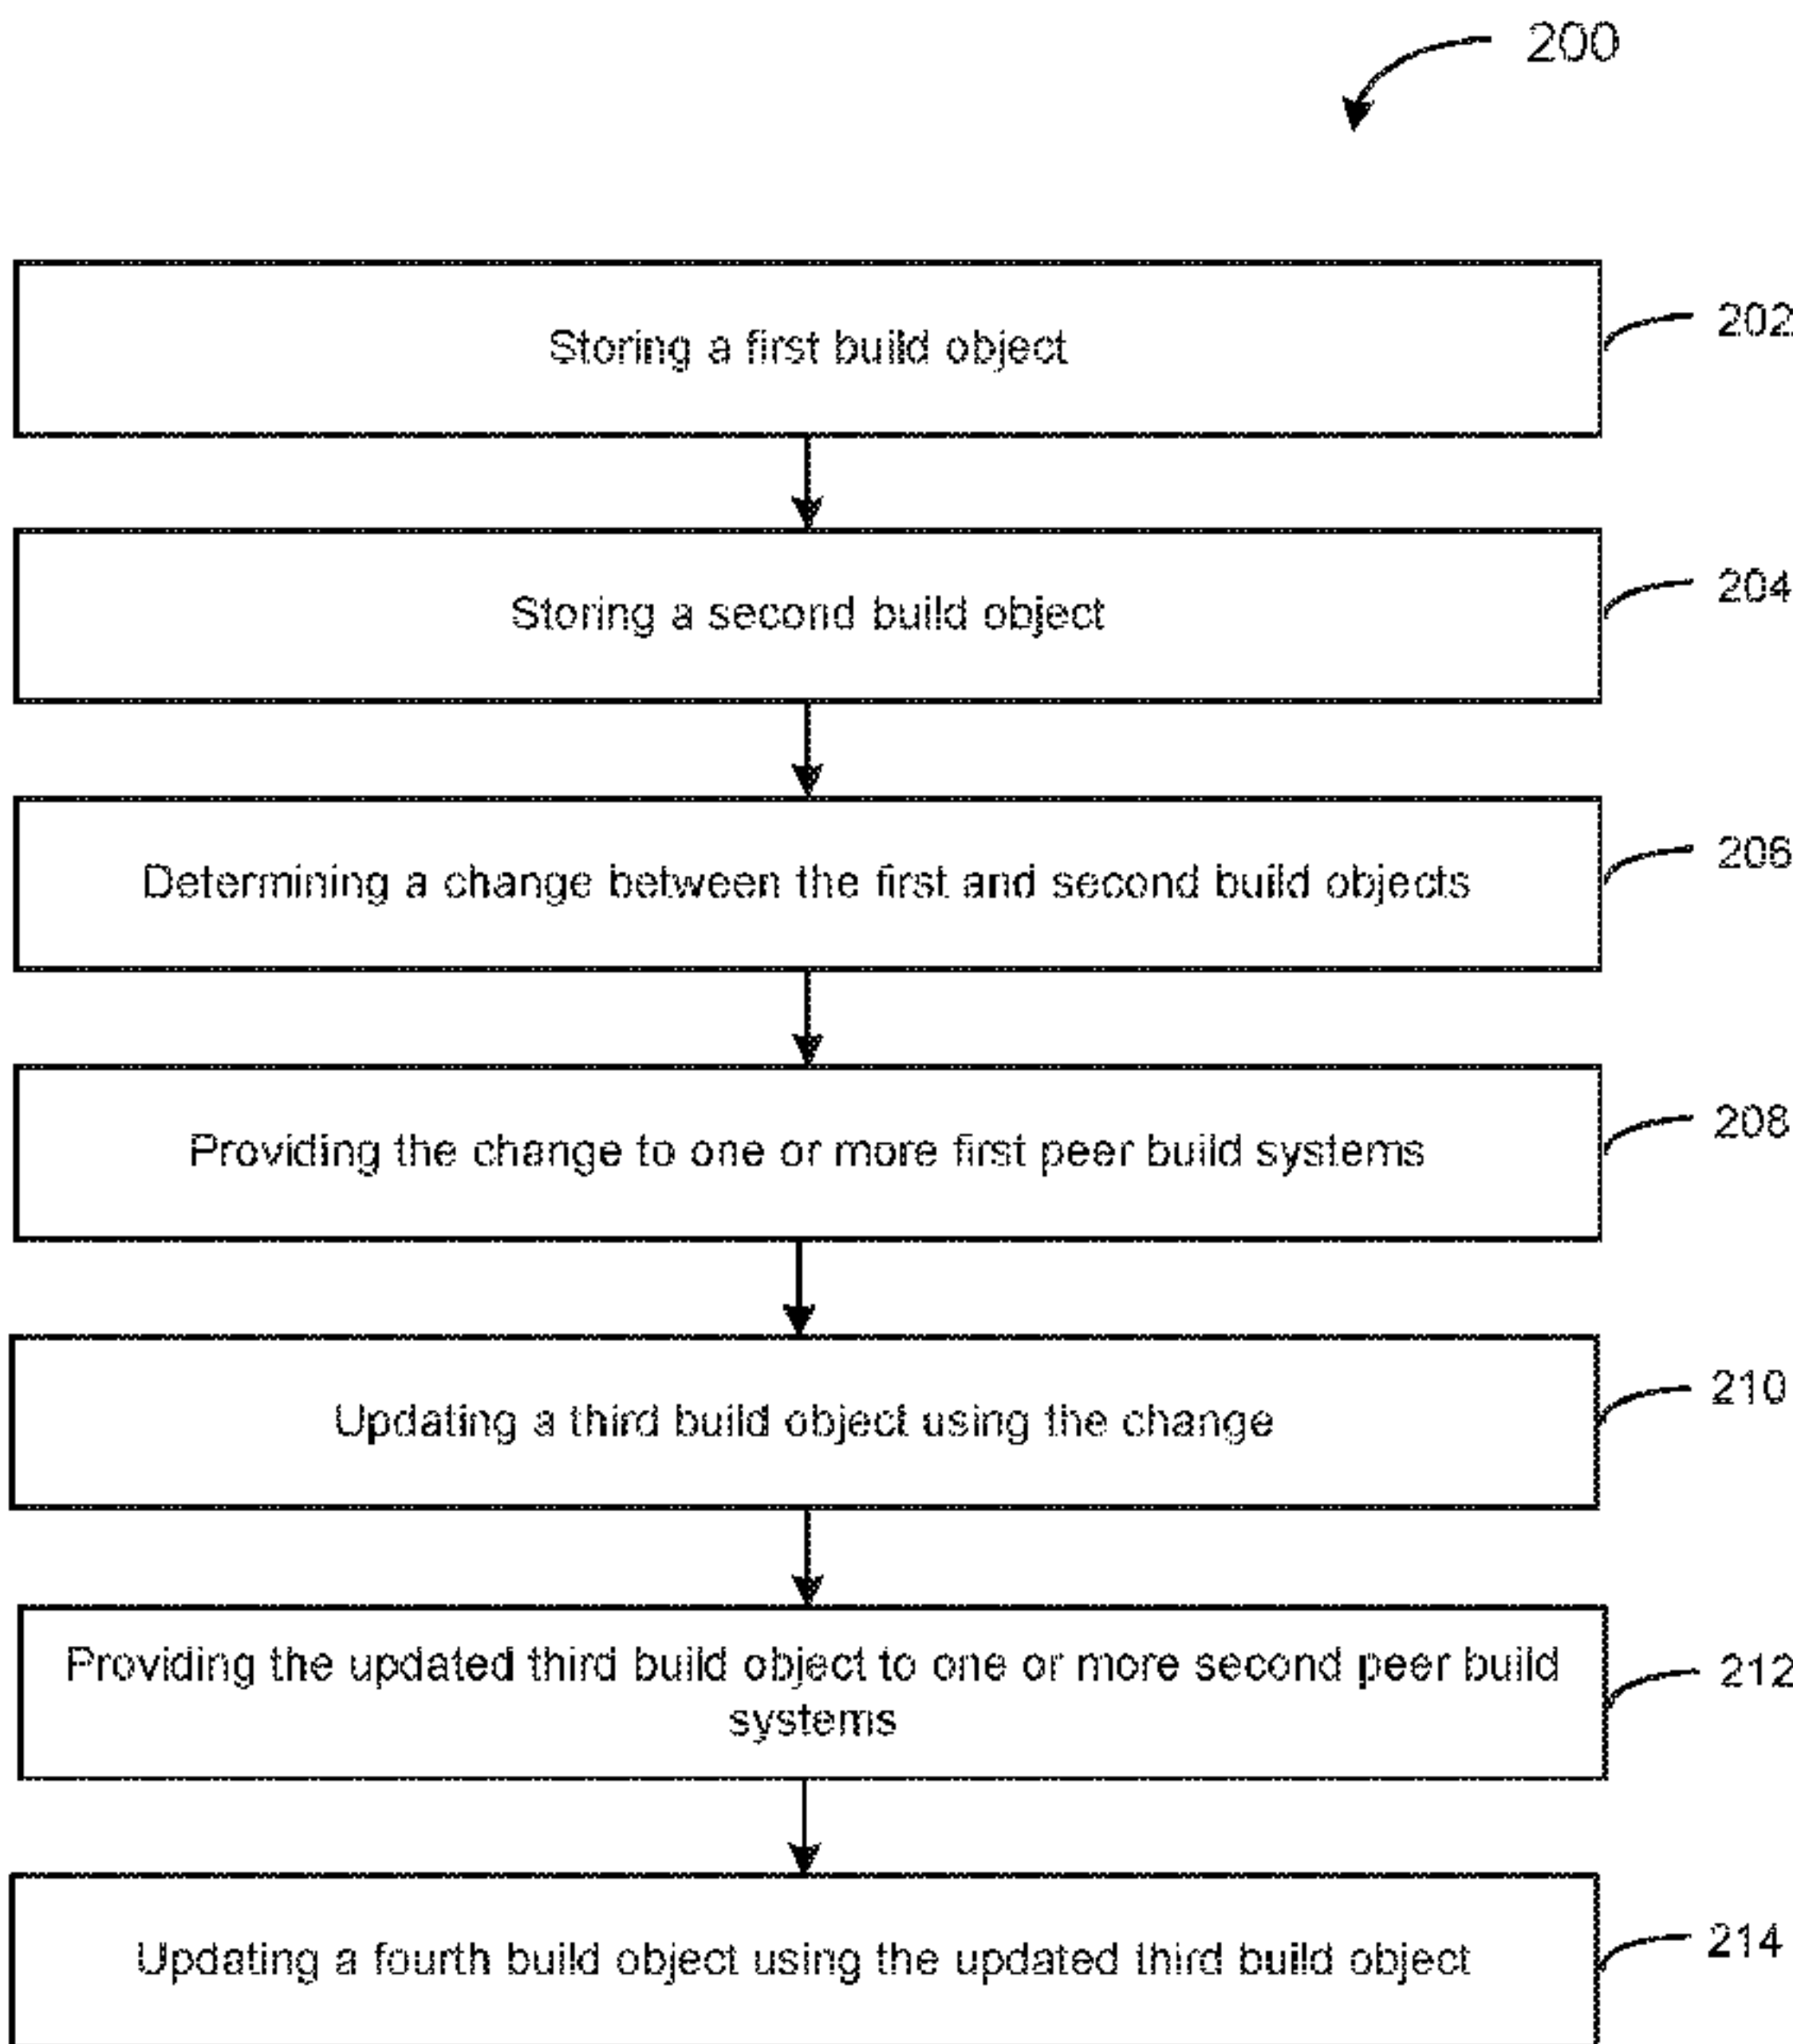 200
Storing a first build object
202
Storing a second build object
204
Determining a change between the first and second build objects
206
Providing the change to one or more first peer build systems
208
Updating a third build object using the change
210
Providing the updated third build object to one or more second peer build
systems
212
Updating a fourth build object using the updated third build object
214